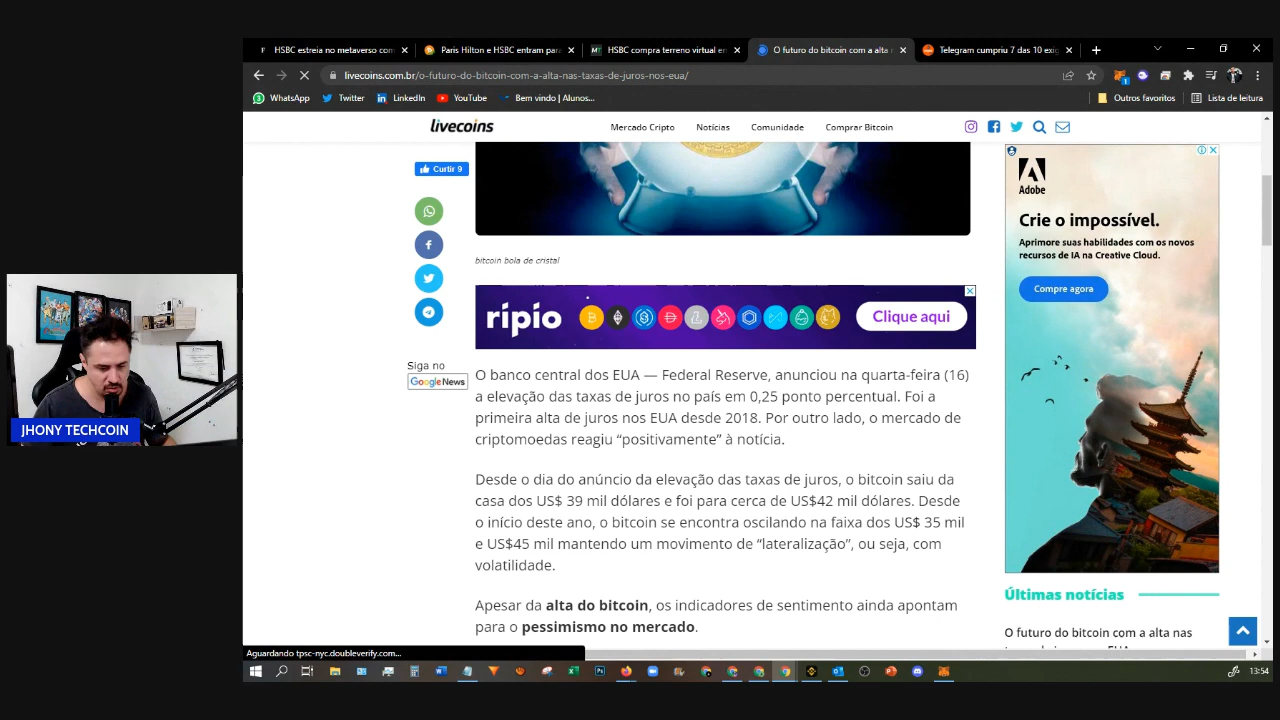 HSBC estreia no metaverso com
Paris Hilton e HSBC entram para
HSBC compra terreno virtual em
O futuro do bitcoin com a alta n
Telegram cumpriu 7 das 10 exig
livecoins.com.br/o-futuro-do-bitcoin-com-a-alta-nas-taxas-de-juros-nos-eua/
WhatsApp
Twitter
LinkedIn
YouTube
Bem vindo | Alunos...
Outros favoritos
Lista de leitura
livecoins
Mercado Cripto
Notícias
Comunidade
Comprar Bitcoin
Curtir 9
bitcoin bola de cristal
ripio
Clique aqui
Siga no
Google News
O banco central dos EUA — Federal Reserve, anunciou na quarta-feira (16)
a elevação das taxas de juros no país em 0,25 ponto percentual. Foi a
primeira alta de juros nos EUA desde 2018. Por outro lado, o mercado de
criptomoedas reagiu “positivamente” à notícia.
Desde o dia do anúncio da elevação das taxas de juros, o bitcoin saiu da
casa dos US$ 39 mil dólares e foi para cerca de US$42 mil dólares. Desde
o início deste ano, o bitcoin se encontra oscilando na faixa dos US$ 35 mil
e US$45 mil mantendo um movimento de “lateralização”, ou seja, com
volatilidade.
Apesar da alta do bitcoin, os indicadores de sentimento ainda apontam
para o pessimismo no mercado.
Adobe
Crie o impossível.
Aprimore suas habilidades com os novos
recursos de IA na Creative Cloud.
Compre agora
Últimas notícias
O futuro do bitcoin com a alta nas
JHONY TECHCOIN
Aguardando tpsc-nyc.doubleverify.com...
13:54